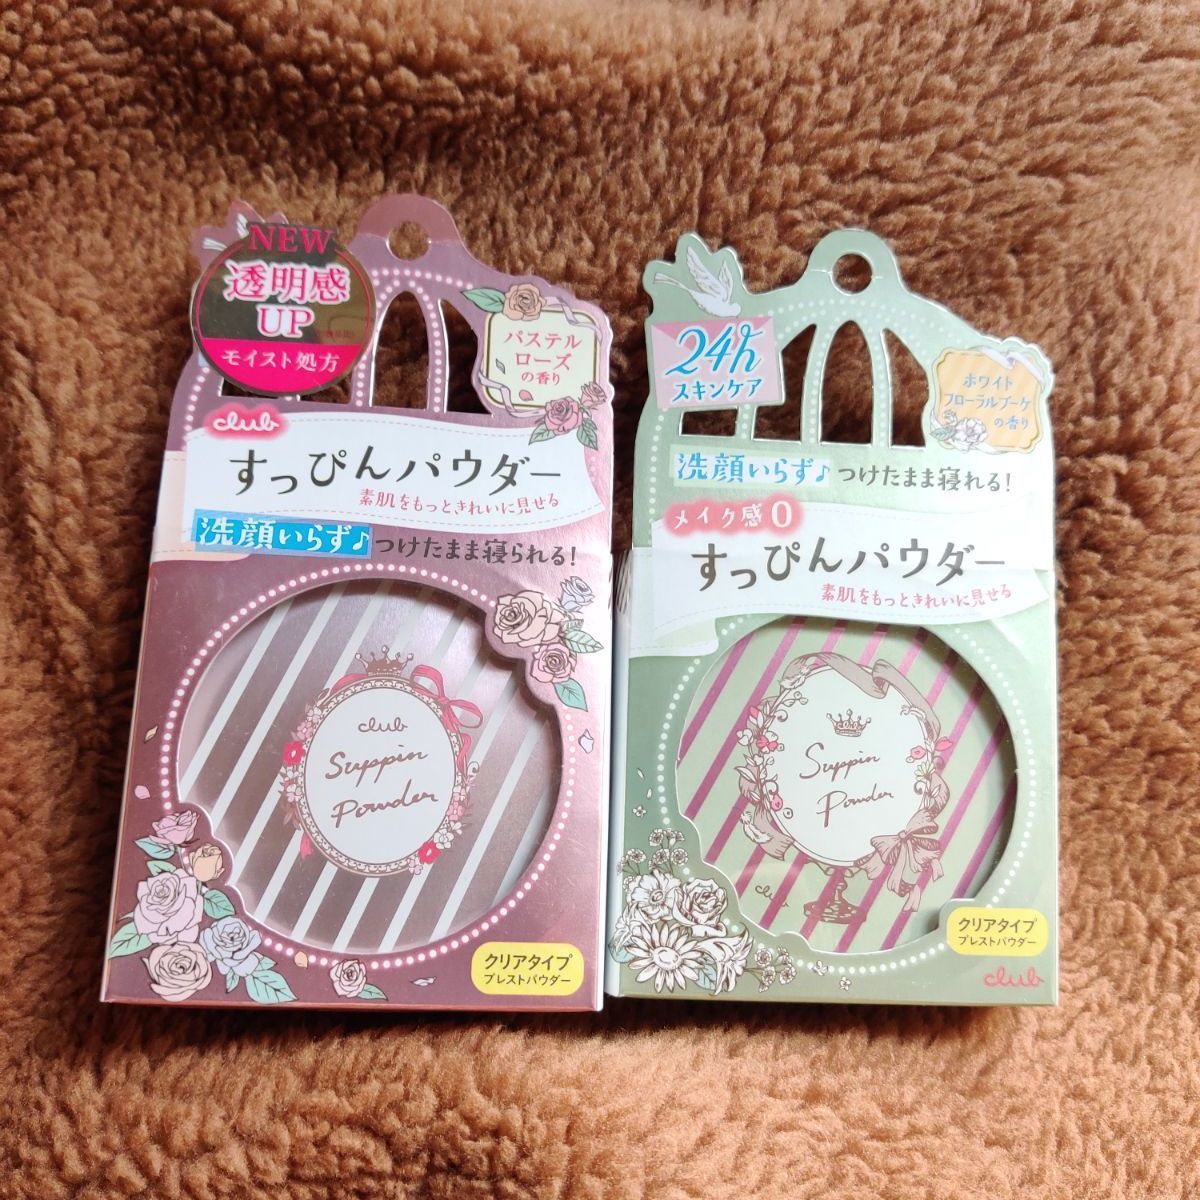 NEW
透明感
UP
モイスト処方
パステル
ローズ
の香り
club
すっぴんパウダー
素肌をもっときれいに見せる
洗顔いらず♪つけたまま寝られる!
club
Suppin
Powder
クリアタイプ
プレストパウダー
24h
スキンケア
ホワイト
フローラルブーケ
の香り
洗顔いらず♪つけたまま寝れる!
メイク感0
すっぴんパウダー
素肌をもっときれいに見せる
Suppin
Powder
club
クリアタイプ
プレストパウダー
club